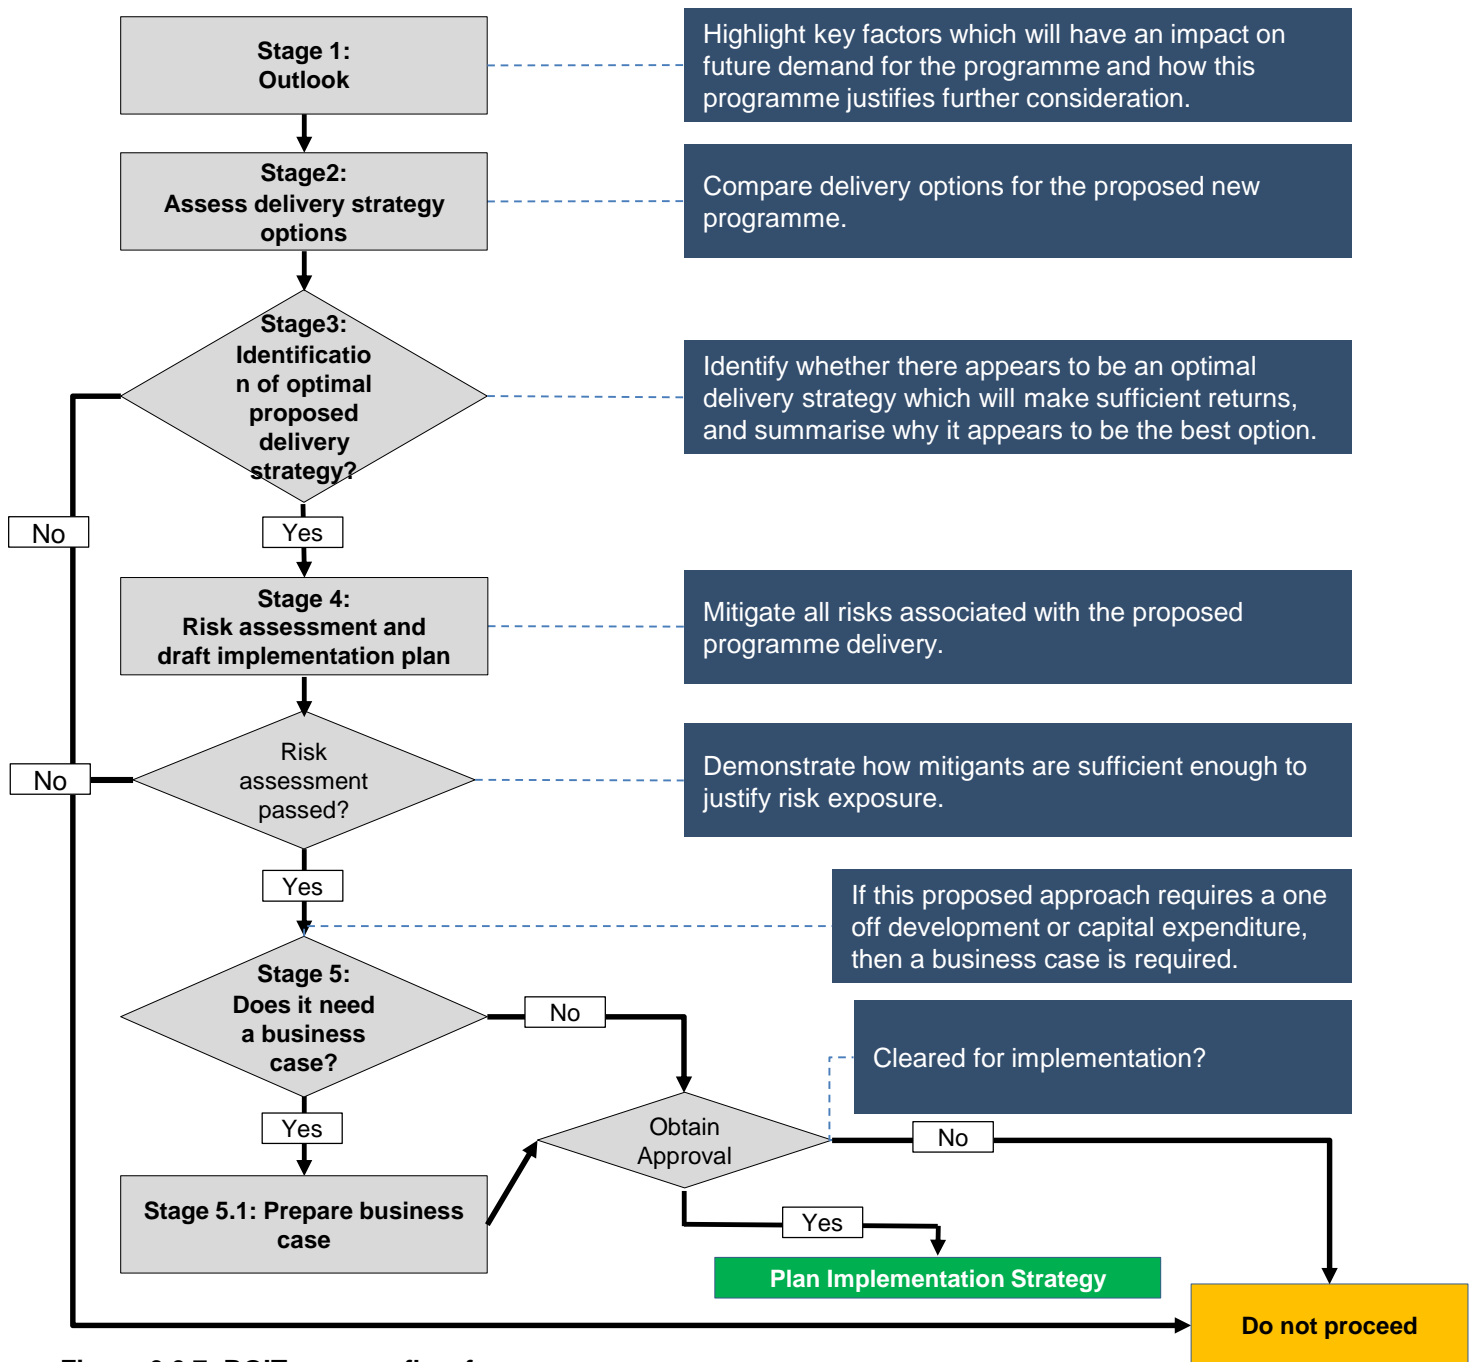 Stage 1:
Outlook
Highlight key factors which will have an impact on
future demand for the programme and how this
programme justifies further consideration.
Stage2:
Assess delivery strategy
options
Compare delivery options for the proposed new
programme.
Stage3:
Identificatio
n of optimal
proposed
delivery
strategy?
Identify whether there appears to be an optimal
delivery strategy which will make sufficient returns,
and summarise why it appears to be the best option.
No
Yes
Stage 4:
Risk assessment and
draft implementation plan
Mitigate all risks associated with the proposed
programme delivery.
Risk
assessment
passed?
No
Demonstrate how mitigants are sufficient enough to
justify risk exposure.
Yes
If this proposed approach requires a one
off development or capital expenditure,
then a business case is required.
Stage 5:
Does it need
a business
case?
No
Cleared for implementation?
Yes
Obtain
Approval
No
Stage 5.1: Prepare business
case
Yes
Plan Implementation Strategy
Do not proceed